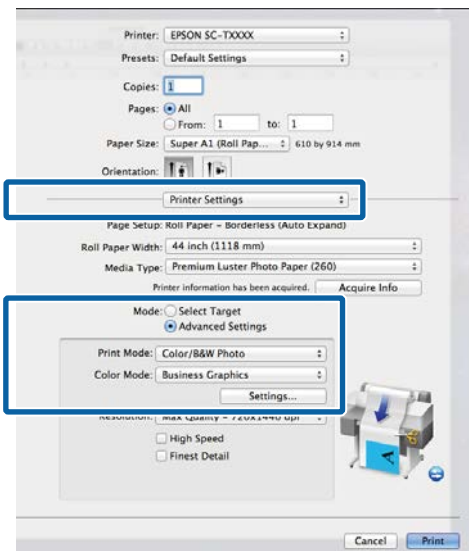 Printer: EPSON SC-TXXXX
Presets: Default Settings
Copies: 1
Pages: All
From: 1 to: 1
Paper Size: Super A1 (Roll Pap... 610 by 914 mm
Orientation:
Printer Settings
Page Setup: Roll Paper - Borderless (Auto Expand)
Roll Paper Width: 44 inch (1118 mm)
Media Type: Premium Luster Photo Paper (260)
Printer information has been acquired. Acquire Info
Mode: Select Target
Advanced Settings
Print Mode: Color/B&W Photo
Color Mode: Business Graphics
Settings...
Resolution: Max Quality - 720x1440 dpi
High Speed
Finest Detail
A
Cancel Print